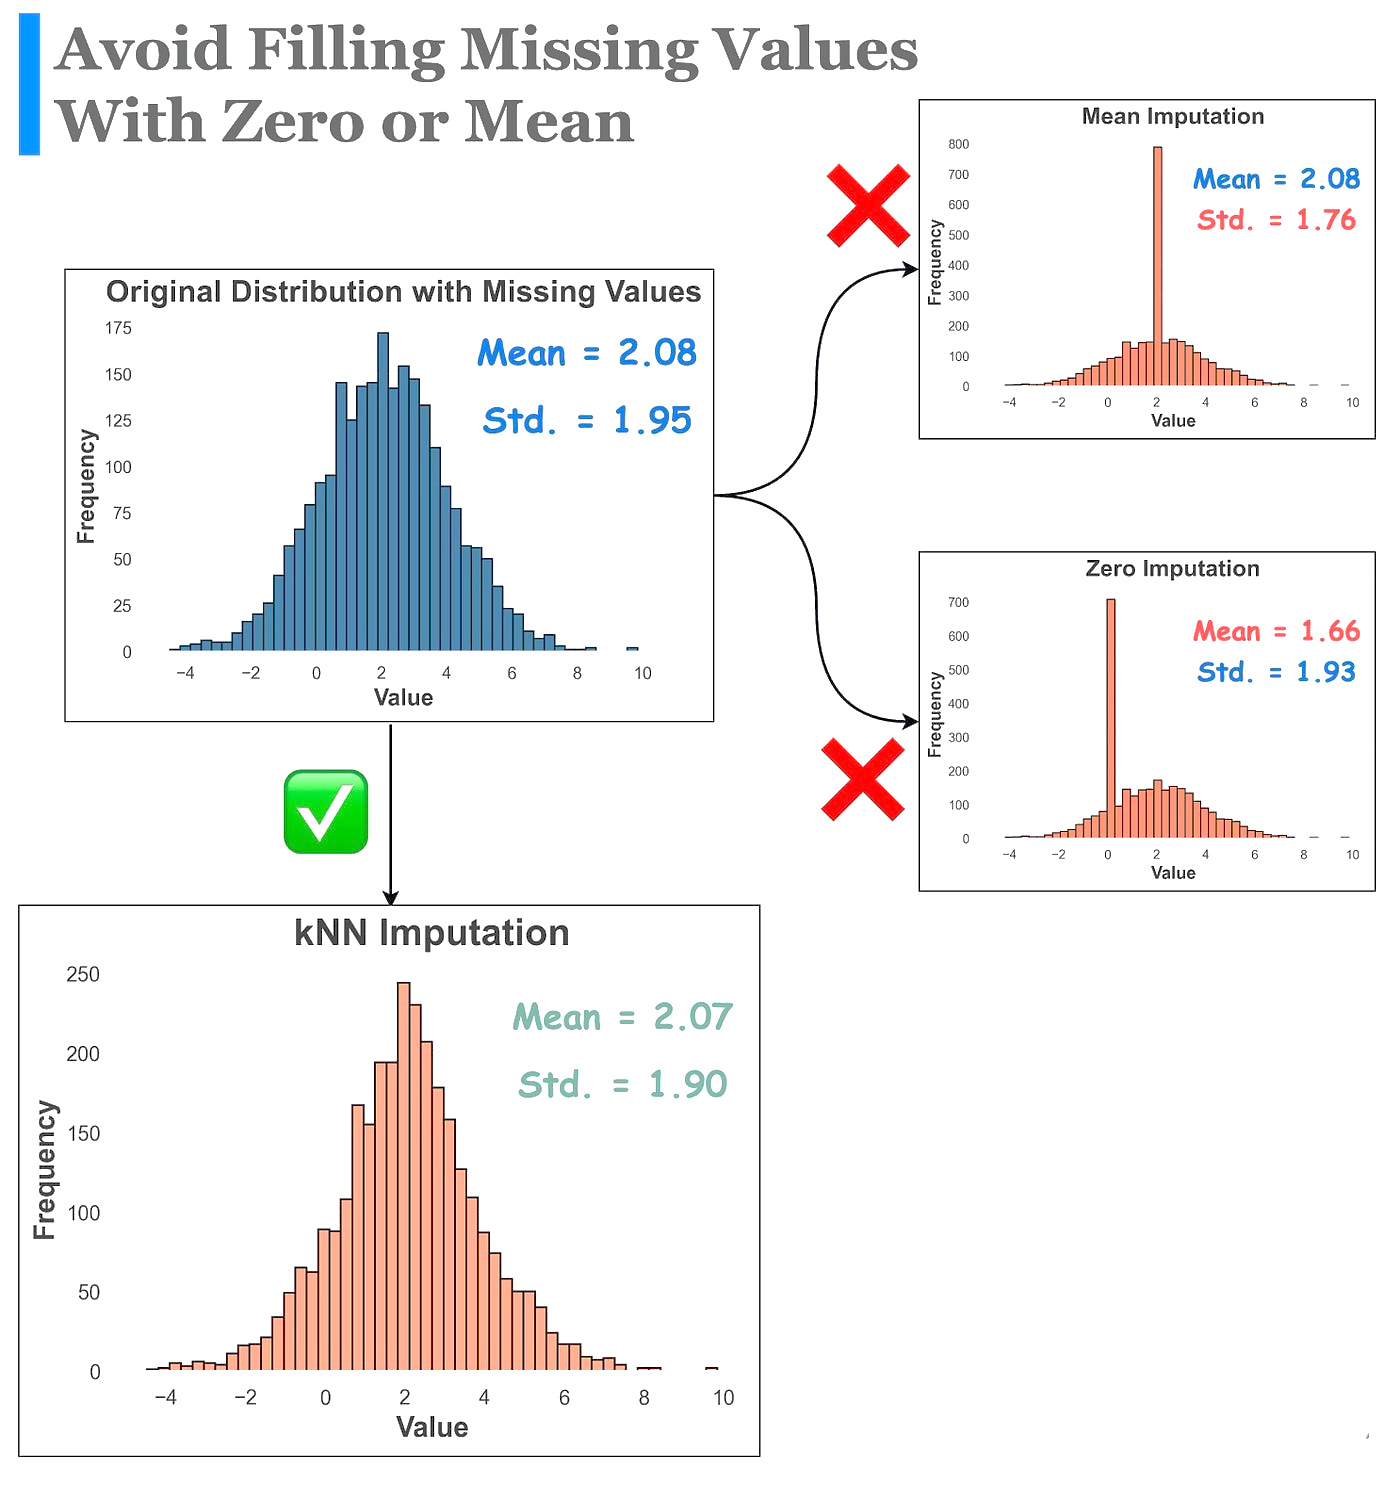 Avoid Filling Missing Values
With Zero or Mean
Mean Imputation
Mean = 2.08
Std. = 1.76
Frequency
800
700
600
500
400
300
200
100
0
−4 −2 0 2 4 6 8 10
Value
Original Distribution with Missing Values
Mean = 2.08
Std. = 1.95
Frequency
175
150
125
100
75
50
25
0
−4 −2 0 2 4 6 8 10
Value
Zero Imputation
Mean = 1.66
Std. = 1.93
Frequency
700
600
500
400
300
200
100
0
−4 −2 0 2 4 6 8 10
Value
kNN Imputation
Mean = 2.07
Std. = 1.90
Frequency
250
200
150
100
50
0
−4 −2 0 2 4 6 8 10
Value